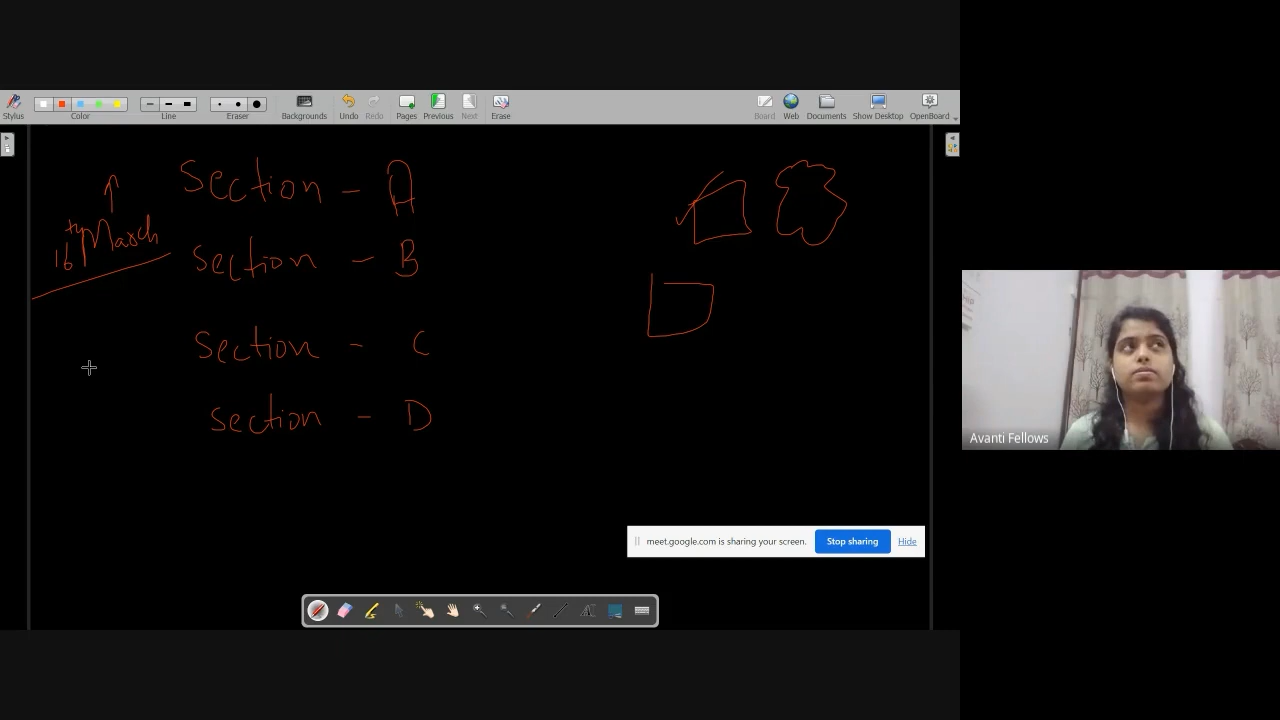 Stylus Color Line Eraser Backgrounds Undo Redo Pages Previous Next Erase Board Web Documents Show Desktop OpenBoard
Section - A
16th March
Section - B
Section - C
Section - D
Avanti Fellows
meet.google.com is sharing your screen. Stop sharing Hide